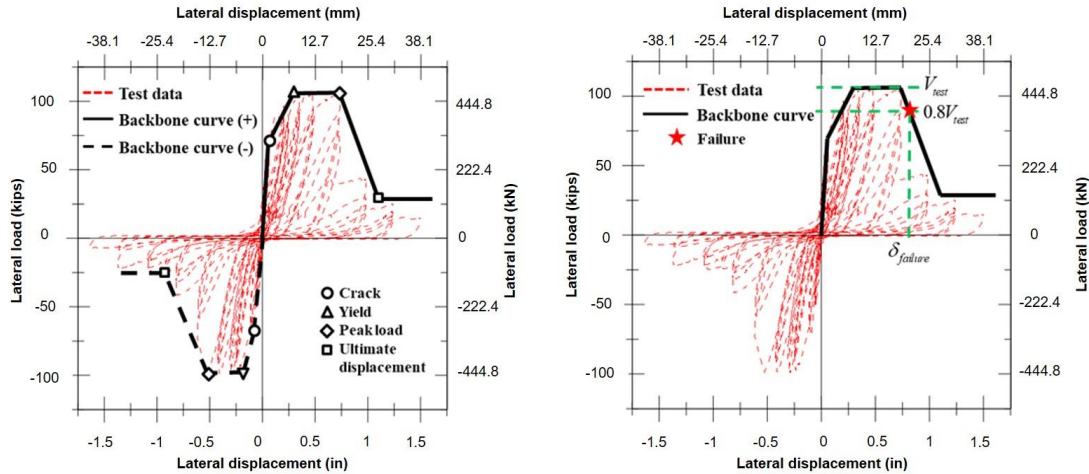 Lateral displacement (mm)
-38.1 -25.4 -12.7 0 12.7 25.4 38.1
100
50
0
-50
-100
Lateral load (kips)
Test data
Backbone curve (+)
Backbone curve (-)
Crack
Yield
Peak load
Ultimate
displacement
444.8
222.4
0
-222.4
-444.8
Lateral load (kN)
-1.5 -1 -0.5 0 0.5 1 1.5
Lateral displacement (in)
Lateral displacement (mm)
-38.1 -25.4 -12.7 0 12.7 25.4 38.1
100
50
0
-50
-100
Lateral load (kips)
Test data
Backbone curve
Failure
V_test
0.8V_test
δ_failure
444.8
222.4
0
-222.4
-444.8
Lateral load (kN)
-1.5 -1 -0.5 0 0.5 1 1.5
Lateral displacement (in)